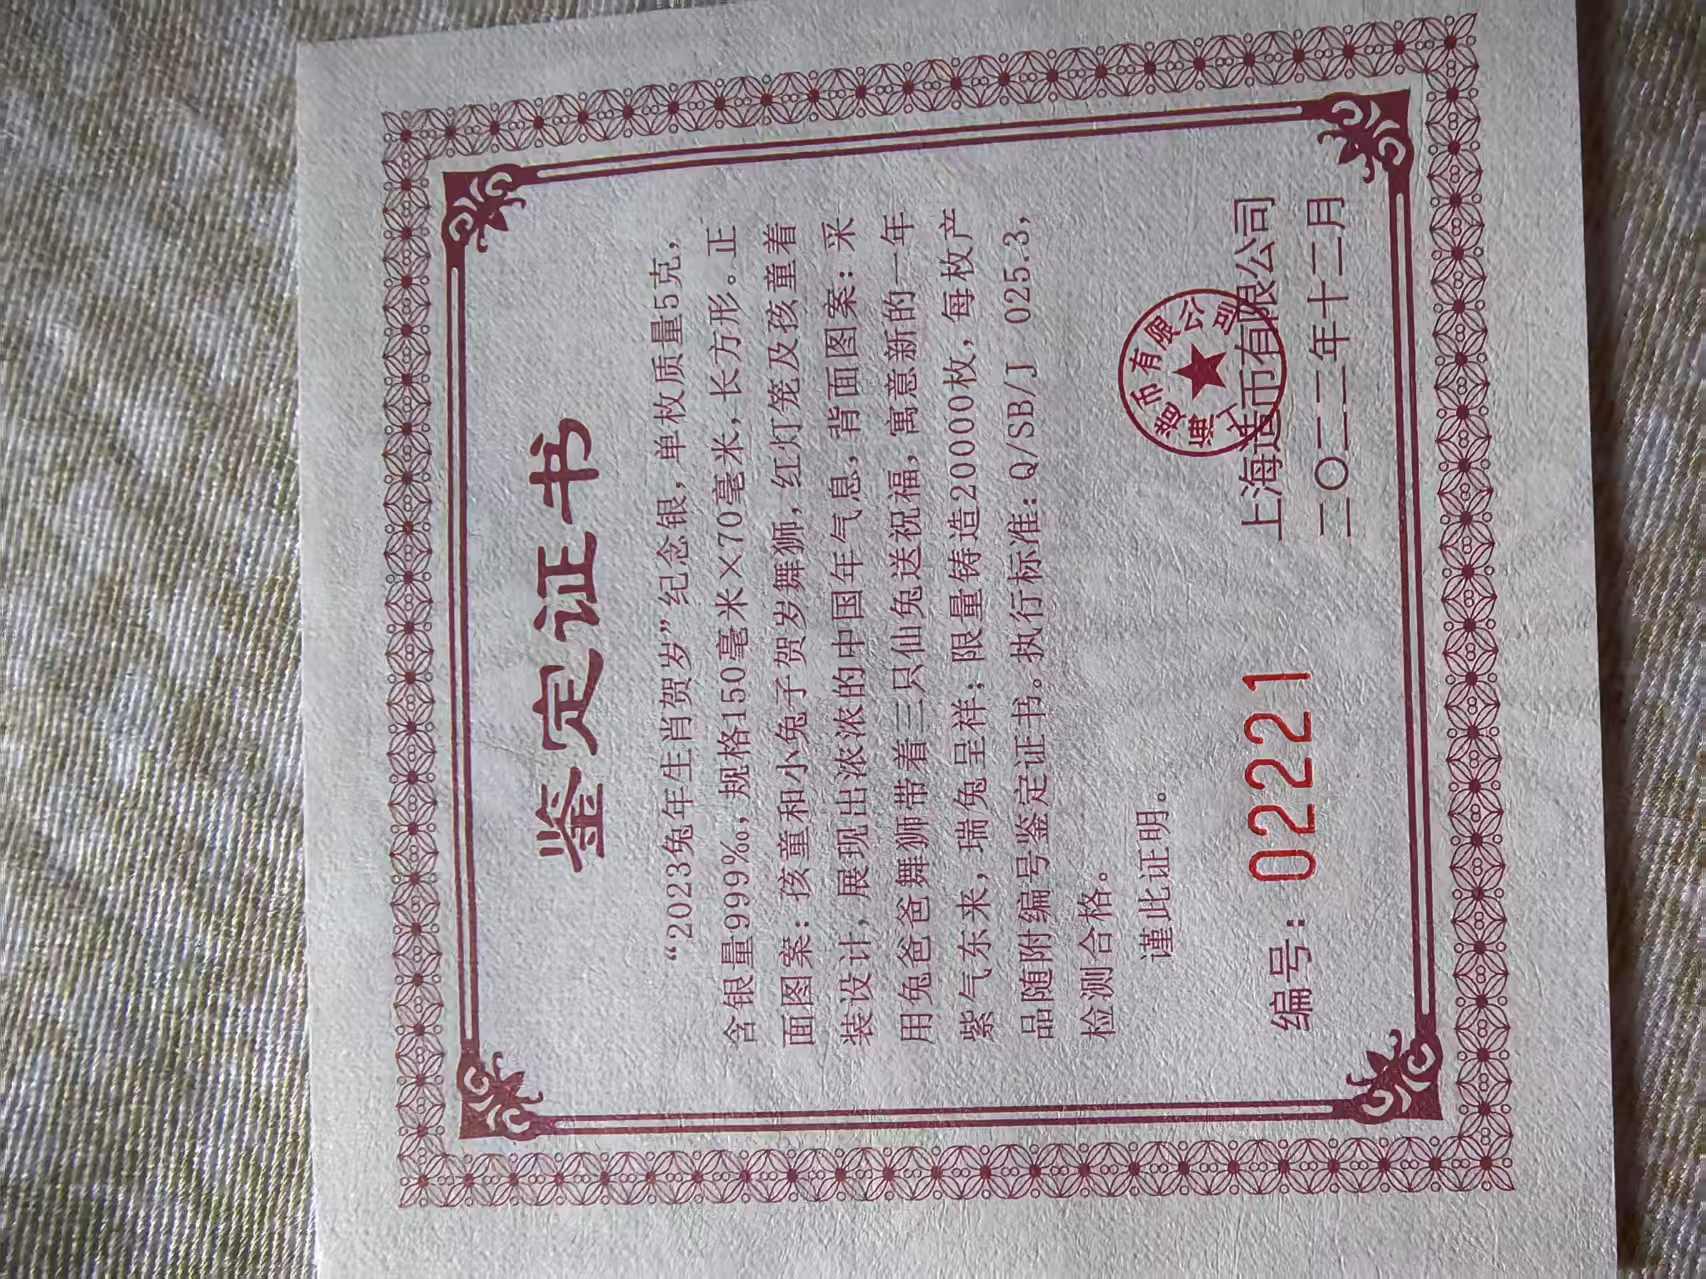 鉴定证书
“2023兔年生肖贺岁”纪念银，单枚质量5克，
含银量999‰，规格150毫米×70毫米，长方形。正
面图案：孩童和小兔子贺岁舞狮，红灯笼及孩童着
装设计，展现出浓浓的中国年气息，背面图案：采
用兔爸爸舞狮带着三只仙兔送祝福，寓意新的一年
紫气东来，瑞兔呈祥；限量铸造20000枚，每枚产
品随附编号鉴定证书。执行标准：Q/SB/J 025.3，
检测合格。
谨此证明。
编号：02221
上海造币有限公司
上海造币有限公司
二〇二二年十二月